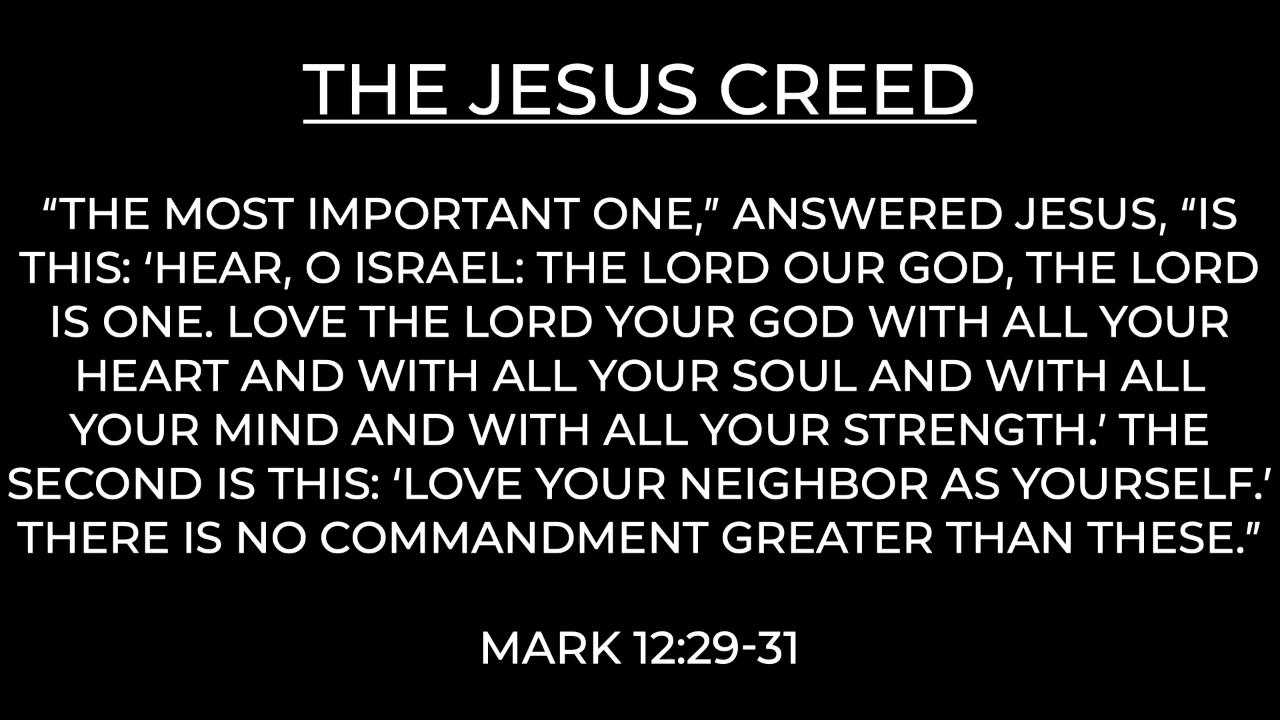 THE JESUS CREED
“THE MOST IMPORTANT ONE,” ANSWERED JESUS, “IS
THIS: ‘HEAR, O ISRAEL: THE LORD OUR GOD, THE LORD
IS ONE. LOVE THE LORD YOUR GOD WITH ALL YOUR
HEART AND WITH ALL YOUR SOUL AND WITH ALL
YOUR MIND AND WITH ALL YOUR STRENGTH.’ THE
SECOND IS THIS: ‘LOVE YOUR NEIGHBOR AS YOURSELF.’
THERE IS NO COMMANDMENT GREATER THAN THESE.”
MARK 12:29-31